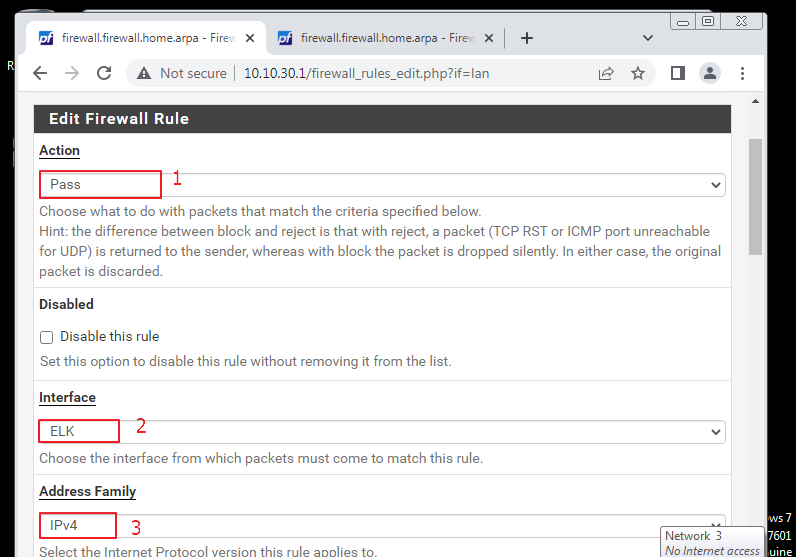 firewall.firewall.home.arpa - Firew
firewall.firewall.home.arpa - Firew
R
Not secure
10.10.30.1/firewall_rules_edit.php?if=lan
Edit Firewall Rule
Action
Pass
1
Choose what to do with packets that match the criteria specified below.
Hint: the difference between block and reject is that with reject, a packet (TCP RST or ICMP port unreachable
for UDP) is returned to the sender, whereas with block the packet is dropped silently. In either case, the original
packet is discarded.
Disabled
Disable this rule
Set this option to disable this rule without removing it from the list.
Interface
ELK
2
Choose the interface from which packets must come to match this rule.
Address Family
IPv4
3
Select the Internet Protocol version this rule applies to.
ows 7
7601
uine
Network 3
No Internet access